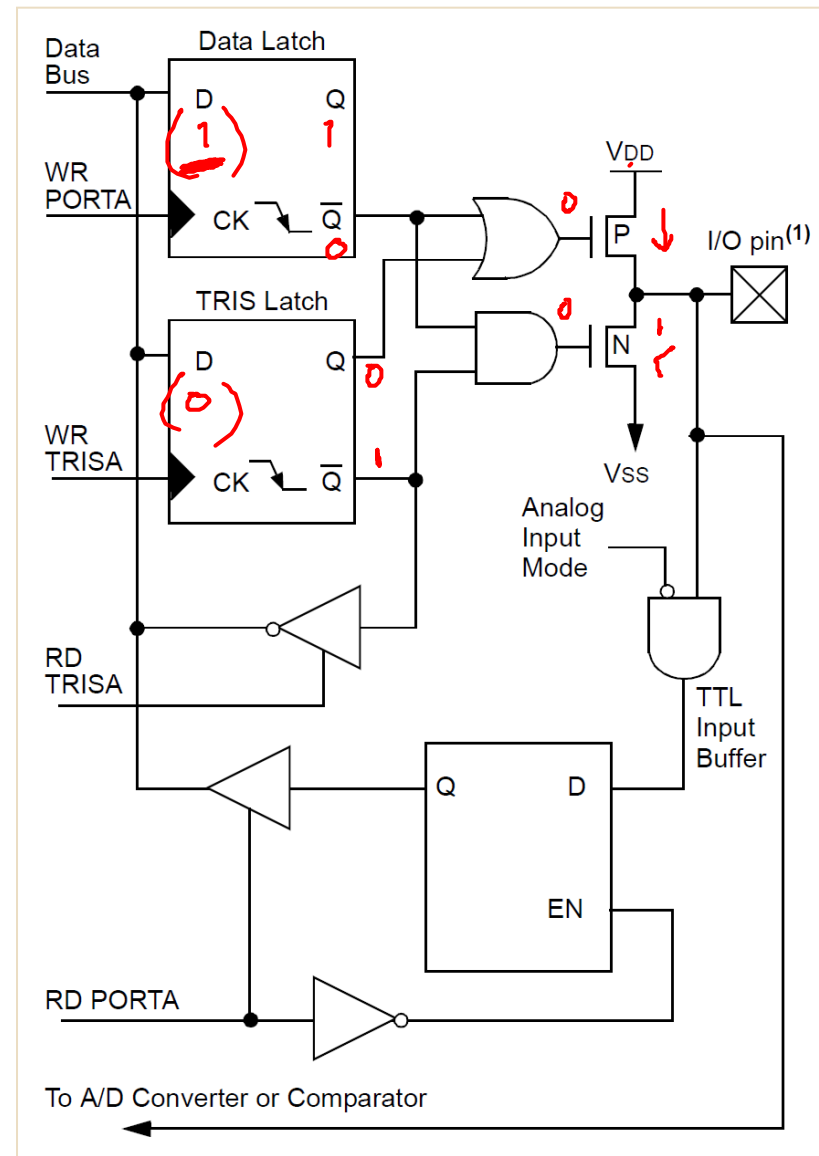 Data Latch
Data
Bus
D
Q
1
1
WR
PORTA
CK
Q
0
0
VDD
P
I/O pin(1)
TRIS Latch
D
Q
0
0
0
N
1
WR
TRISA
CK
Q
VSS
Analog
Input
Mode
RD
TRISA
TTL
Input
Buffer
Q
D
EN
RD PORTA
To A/D Converter or Comparator